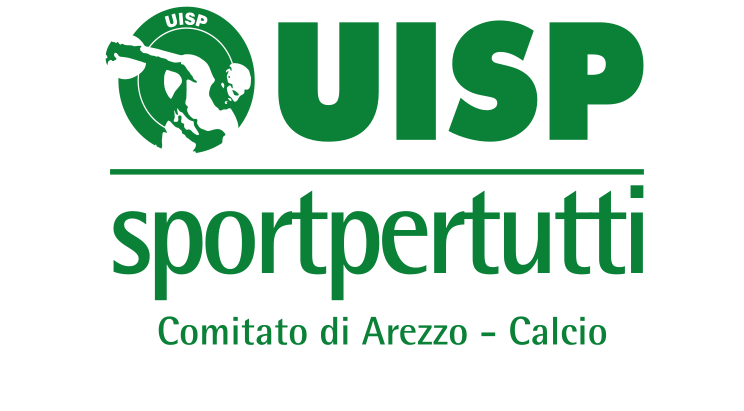 UISP
UISP
sportpertutti
Comitato di Arezzo - Calcio